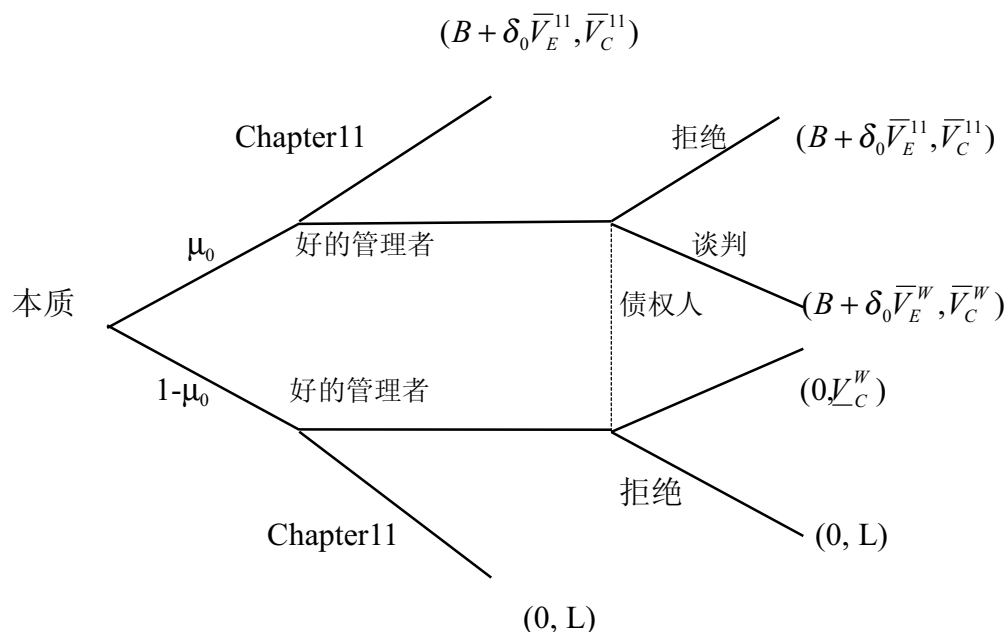 (B + δ₀V̅_E^11, V̅_C^11)
Chapter11
拒绝
(B + δ₀V̅_E^11, V̅_C^11)
μ₀
好的管理者
谈判
本质
债权人
(B + δ₀V̅_E^W, V̅_C^W)
1-μ₀
好的管理者
(0, V̲_C^W)
拒绝
Chapter11
(0, L)
(0, L)